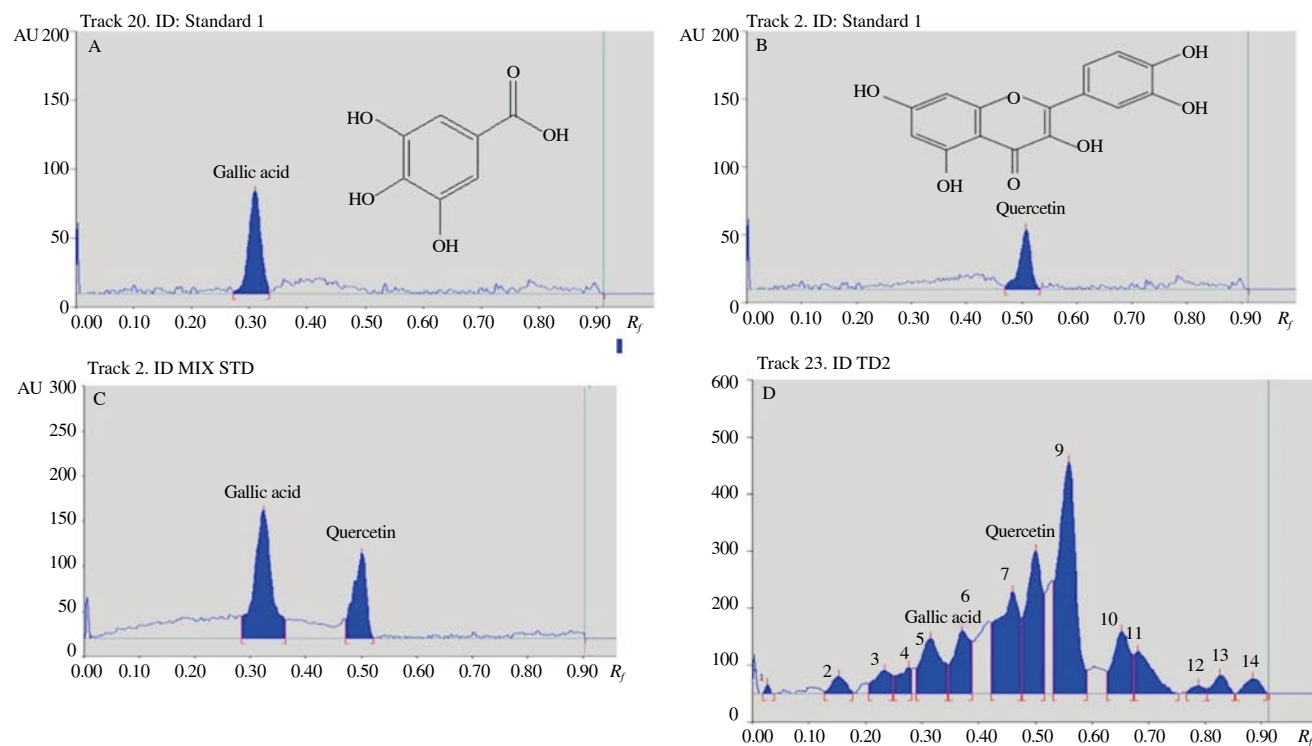 Track 20. ID: Standard 1
AU 200
A
150
100
50
0
Gallic acid
O
HO
OH
HO
OH
0.00 0.10 0.20 0.30 0.40 0.50 0.60 0.70 0.80 0.90 Rf
Track 2. ID: Standard 1
AU 200
B
150
100
50
0
OH
HO
O
OH
OH
OH
O
Quercetin
0.00 0.10 0.20 0.30 0.40 0.50 0.60 0.70 0.80 0.90 Rf
Track 2. ID MIX STD
AU 300
C
250
200
150
100
50
0
Gallic acid
Quercetin
0.00 0.10 0.20 0.30 0.40 0.50 0.60 0.70 0.80 0.90 Rf
Track 23. ID TD2
600
D
500
400
300
200
100
0
9
Quercetin
7
6
Gallic acid
5
10
11
1
2
3
4
12
13
14
0.00 0.10 0.20 0.30 0.40 0.50 0.60 0.70 0.80 0.90 Rf